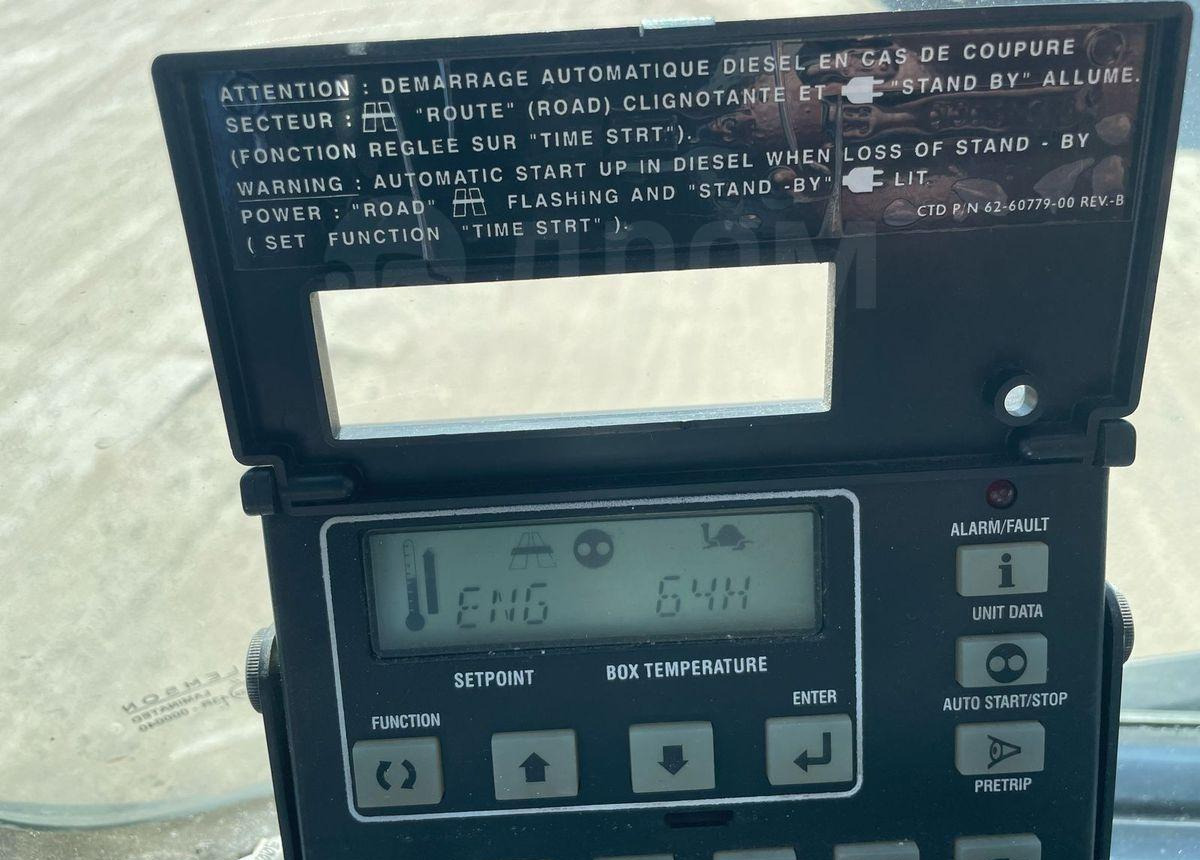 ATTENTION : DEMARRAGE AUTOMATIQUE DIESEL EN CAS DE COUPURE
SECTEUR : "ROUTE" (ROAD) CLIGNOTANTE ET "STAND BY" ALLUME.
(FONCTION REGLEE SUR "TIME STRT").
WARNING : AUTOMATIC START UP IN DIESEL WHEN LOSS OF STAND - BY
POWER : "ROAD" FLASHiNG AND "STAND -BY" LIT.
( SET FUNCTION "TIME STRT" ).
CTD P/N 62-60779-00 REV.-B
ДРОМ
ALARM/FAULT
ENG 64H
i
UNIT DATA
SETPOINT BOX TEMPERATURE
AUTO START/STOP
FUNCTION
ENTER
PRETRIP
LAMINATED